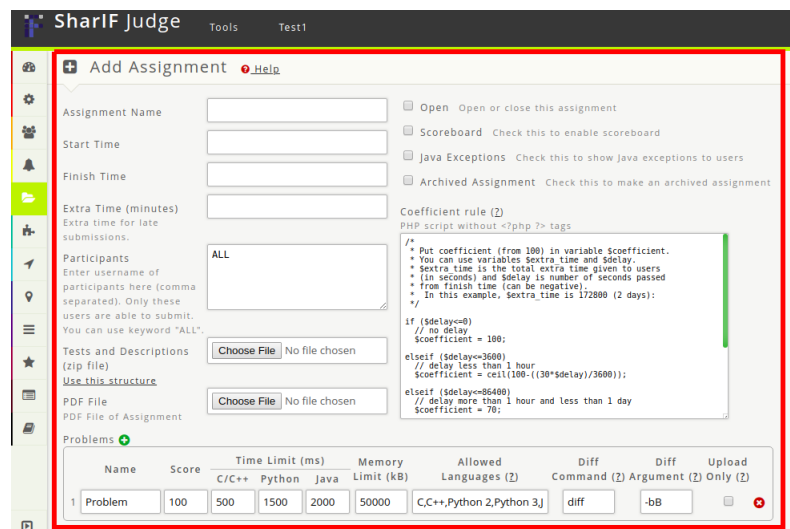 SharIF Judge
Tools
Test1
Add Assignment
Help
Assignment Name
Start Time
Finish Time
Extra Time (minutes)
Extra time for late
submissions.
Participants
Enter username of
participants here (comma
separated). Only these
users are able to submit.
You can use keyword "ALL".
ALL
Tests and Descriptions
(zip file)
Use this structure
Choose File No file chosen
PDF File
PDF File of Assignment
Choose File No file chosen
Open Open or close this assignment
Scoreboard Check this to enable scoreboard
Java Exceptions Check this to show Java exceptions to users
Archived Assignment Check this to make an archived assignment
Coefficient rule (?)
PHP script without <?php ?> tags
/*
* Put coefficient (from 100) in variable $coefficient.
* You can use variables $extra_time and $delay.
* $extra_time is the total extra time given to users
* (in seconds) and $delay is number of seconds passed
* from finish time (can be negative).
* In this example, $extra_time is 172800 (2 days):
*/
if ($delay<=0)
// no delay
$coefficient = 100;
elseif ($delay<=3600)
// delay less than 1 hour
$coefficient = ceil(100-((30*$delay)/3600));
elseif ($delay<=86400)
// delay more than 1 hour and less than 1 day
$coefficient = 70;
Problems
Name Score Time Limit (ms) Memory Limit (kB) Allowed Languages (?) Diff Command (?) Diff Argument (?) Upload Only (?)
C/C++ Python Java
1 Problem 100 500 1500 2000 50000 C,C++,Python 2,Python 3,J diff -bB